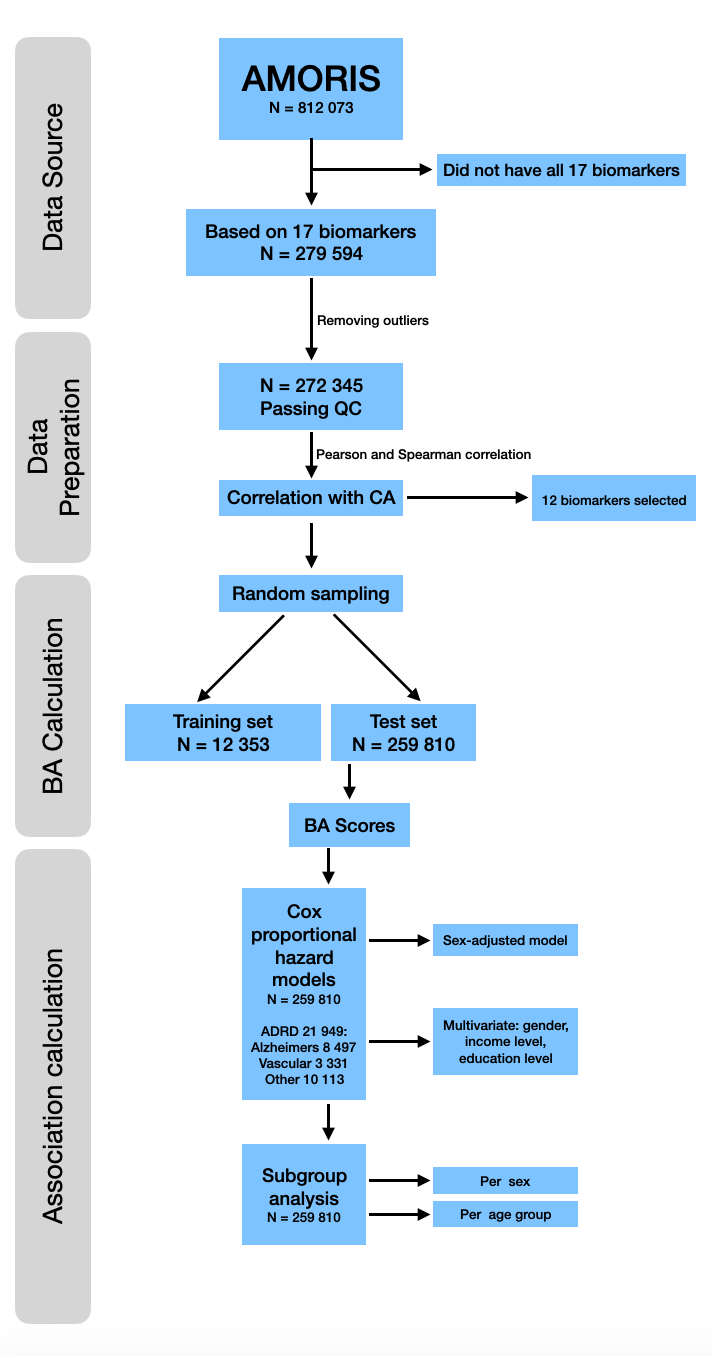 Data Source
AMORIS
N = 812 073
Did not have all 17 biomarkers
Based on 17 biomarkers
N = 279 594
Removing outliers
Data
Preparation
N = 272 345
Passing QC
Pearson and Spearman correlation
Correlation with CA
12 biomarkers selected
BA Calculation
Random sampling
Training set
N = 12 353
Test set
N = 259 810
BA Scores
Association calculation
Cox
proportional
hazard
models
N = 259 810
ADRD 21 949:
Alzheimers 8 497
Vascular 3 331
Other 10 113
Sex-adjusted model
Multivariate: gender,
income level,
education level
Subgroup
analysis
N = 259 810
Per sex
Per age group